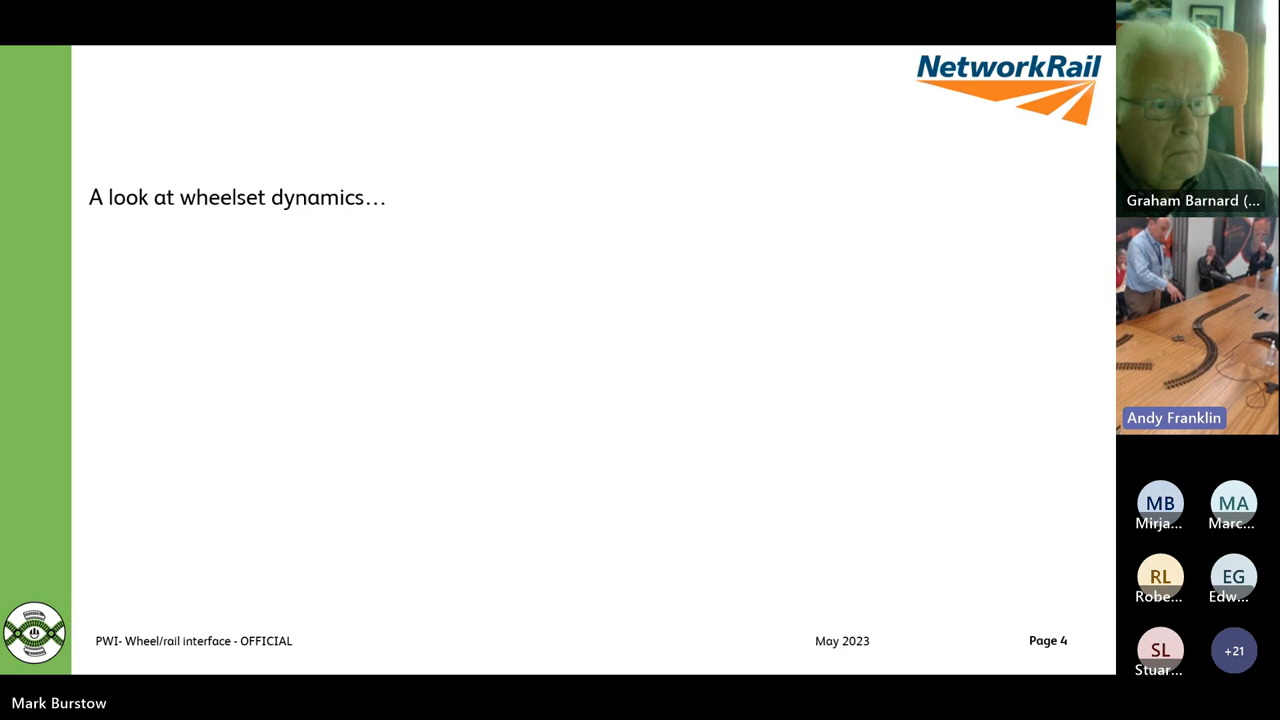 NetworkRail
A look at wheelset dynamics...
PWI- Wheel/rail interface - OFFICIAL
May 2023
Page 4
Graham Barnard (...
Andy Franklin
MB
Mirja...
MA
Marc...
RL
Robe...
EG
Edw...
SL
Stuar...
+21
Mark Burstow